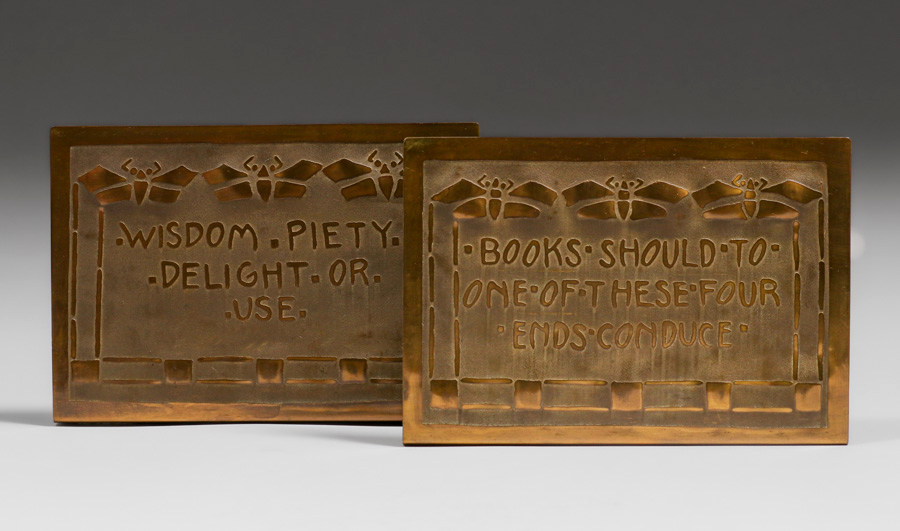 ·WISDOM·PIETY·
·DELIGHT·OR·
·USE·
·BOOKS·SHOULD·TO·
ONE·OF·THESE·FOUR
·ENDS·CONDUCE·